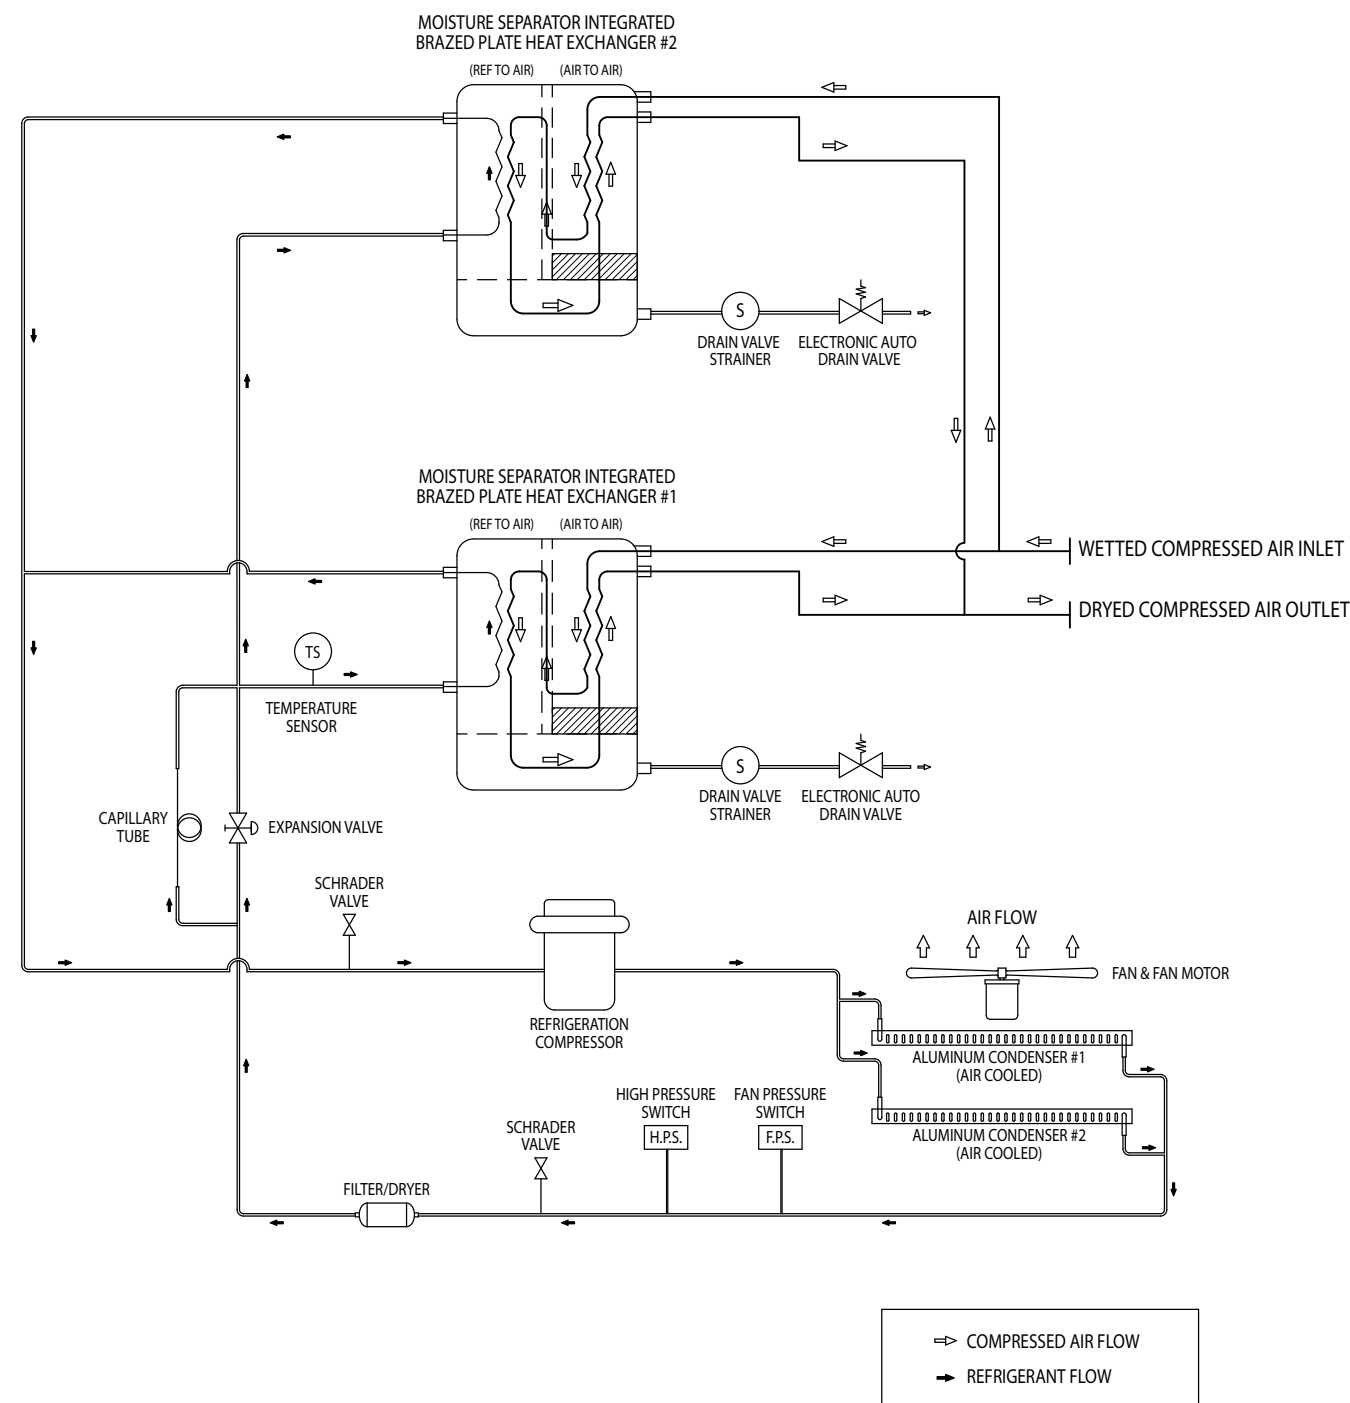 MOISTURE SEPARATOR INTEGRATED
BRAZED PLATE HEAT EXCHANGER #2
(REF TO AIR)
(AIR TO AIR)
S
DRAIN VALVE
STRAINER
ELECTRONIC AUTO
DRAIN VALVE
MOISTURE SEPARATOR INTEGRATED
BRAZED PLATE HEAT EXCHANGER #1
(REF TO AIR)
(AIR TO AIR)
WETTED COMPRESSED AIR INLET
DRYED COMPRESSED AIR OUTLET
TS
TEMPERATURE
SENSOR
S
DRAIN VALVE
STRAINER
ELECTRONIC AUTO
DRAIN VALVE
CAPILLARY
TUBE
EXPANSION VALVE
SCHRADER
VALVE
REFRIGERATION
COMPRESSOR
AIR FLOW
FAN & FAN MOTOR
ALUMINUM CONDENSER #1
(AIR COOLED)
ALUMINUM CONDENSER #2
(AIR COOLED)
HIGH PRESSURE
SWITCH
H.P.S.
FAN PRESSURE
SWITCH
F.P.S.
SCHRADER
VALVE
FILTER/DRYER
COMPRESSED AIR FLOW
REFRIGERANT FLOW